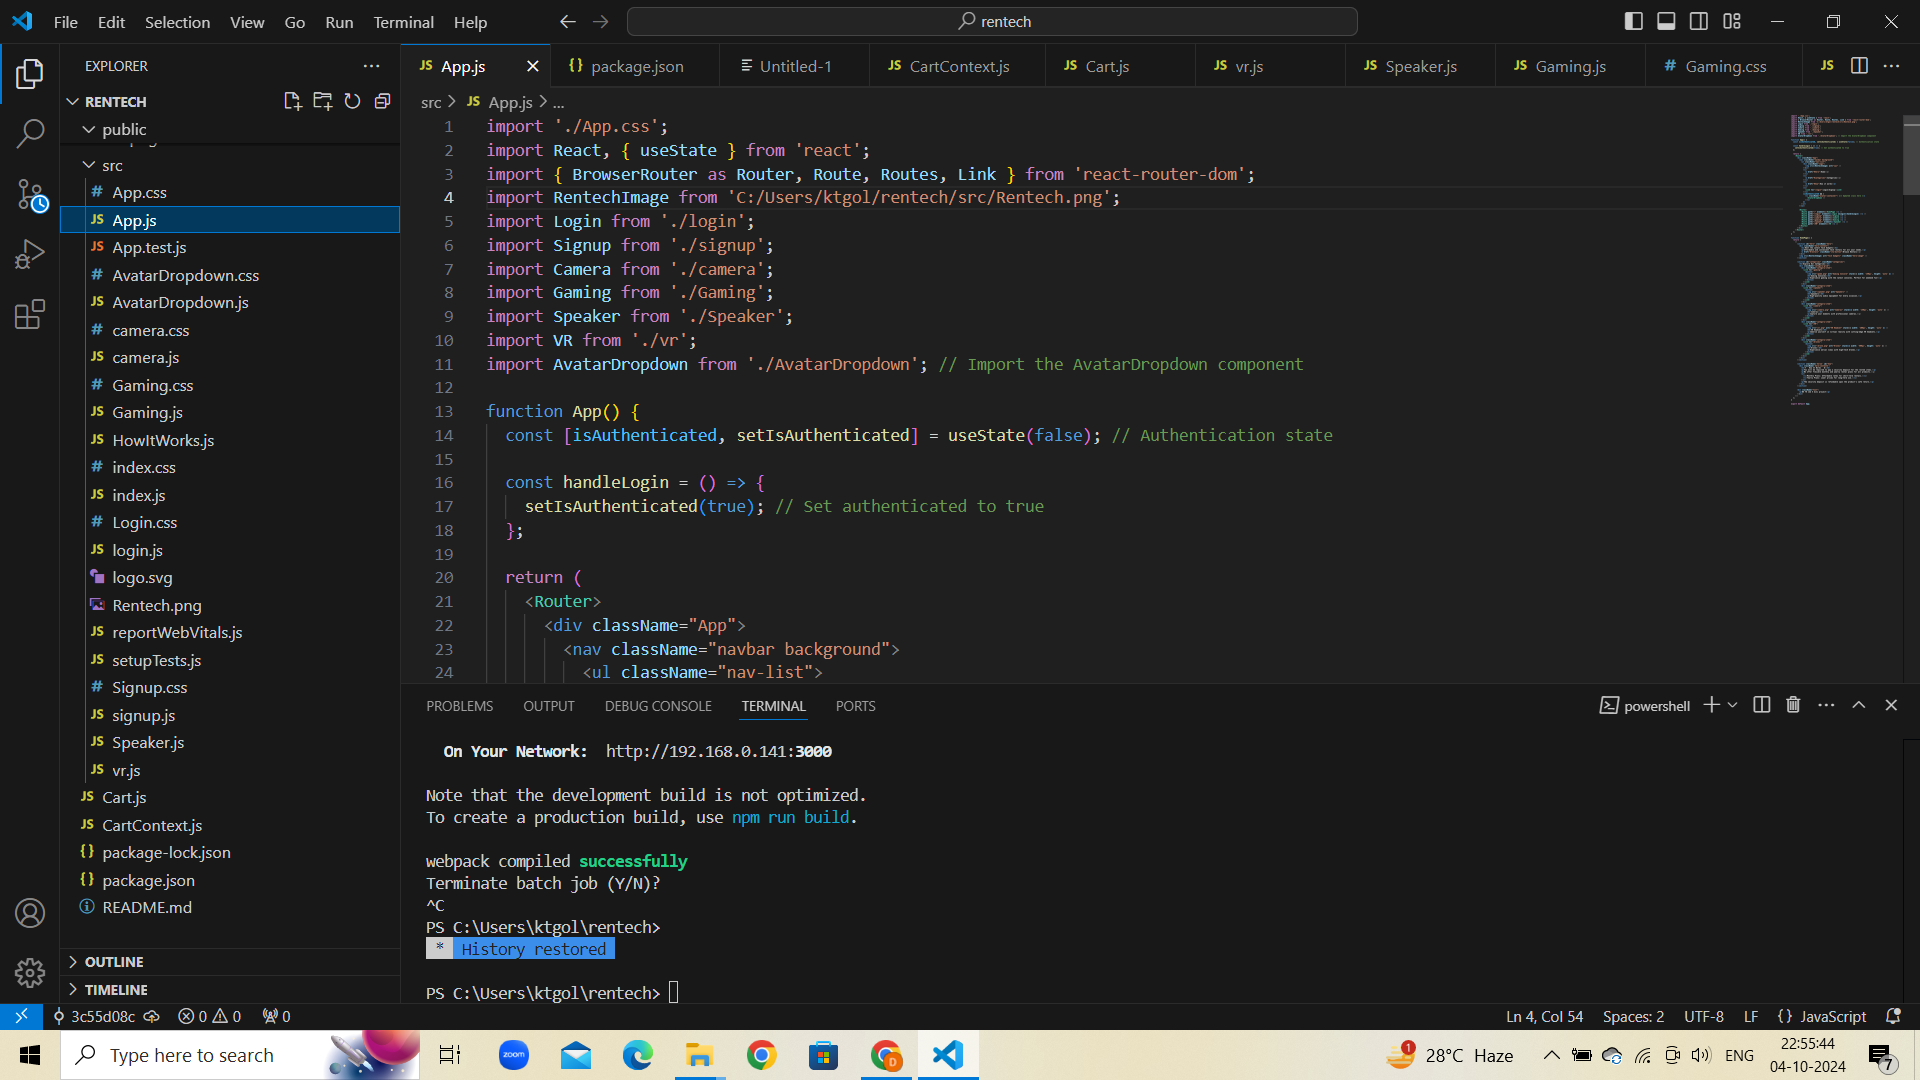 File Edit Selection View Go Run Terminal Help
rentech
EXPLORER
RENTECH
public
src
# App.css
JS App.js
JS App.test.js
# AvatarDropdown.css
JS AvatarDropdown.js
# camera.css
JS camera.js
# Gaming.css
JS Gaming.js
JS HowItWorks.js
# index.css
JS index.js
# Login.css
JS login.js
logo.svg
Rentech.png
JS reportWebVitals.js
JS setupTests.js
# Signup.css
JS signup.js
JS Speaker.js
JS vr.js
JS Cart.js
JS CartContext.js
{} package-lock.json
{} package.json
README.md
OUTLINE
TIMELINE
JS App.js {} package.json Untitled-1 JS CartContext.js JS Cart.js JS vr.js JS Speaker.js JS Gaming.js # Gaming.css JS
src > JS App.js > ...
1 import './App.css';
2 import React, { useState } from 'react';
3 import { BrowserRouter as Router, Route, Routes, Link } from 'react-router-dom';
4 import RentechImage from 'C:/Users/ktgol/rentech/src/Rentech.png';
5 import Login from './login';
6 import Signup from './signup';
7 import Camera from './camera';
8 import Gaming from './Gaming';
9 import Speaker from './Speaker';
10 import VR from './vr';
11 import AvatarDropdown from './AvatarDropdown'; // Import the AvatarDropdown component
12
13 function App() {
14 const [isAuthenticated, setIsAuthenticated] = useState(false); // Authentication state
15
16 const handleLogin = () => {
17 setIsAuthenticated(true); // Set authenticated to true
18 };
19
20 return (
21 <Router>
22 <div className="App">
23 <nav className="navbar background">
24 <ul className="nav-list">
PROBLEMS OUTPUT DEBUG CONSOLE TERMINAL PORTS
powershell
On Your Network: http://192.168.0.141:3000
Note that the development build is not optimized.
To create a production build, use npm run build.
webpack compiled successfully
Terminate batch job (Y/N)?
^C
PS C:\Users\ktgol\rentech>
* History restored
PS C:\Users\ktgol\rentech>
3c55d08c 0 0 0
Ln 4, Col 54 Spaces: 2 UTF-8 LF {} JavaScript
Type here to search
zoom
D
1
28°C Haze
ENG
22:55:44
04-10-2024
7